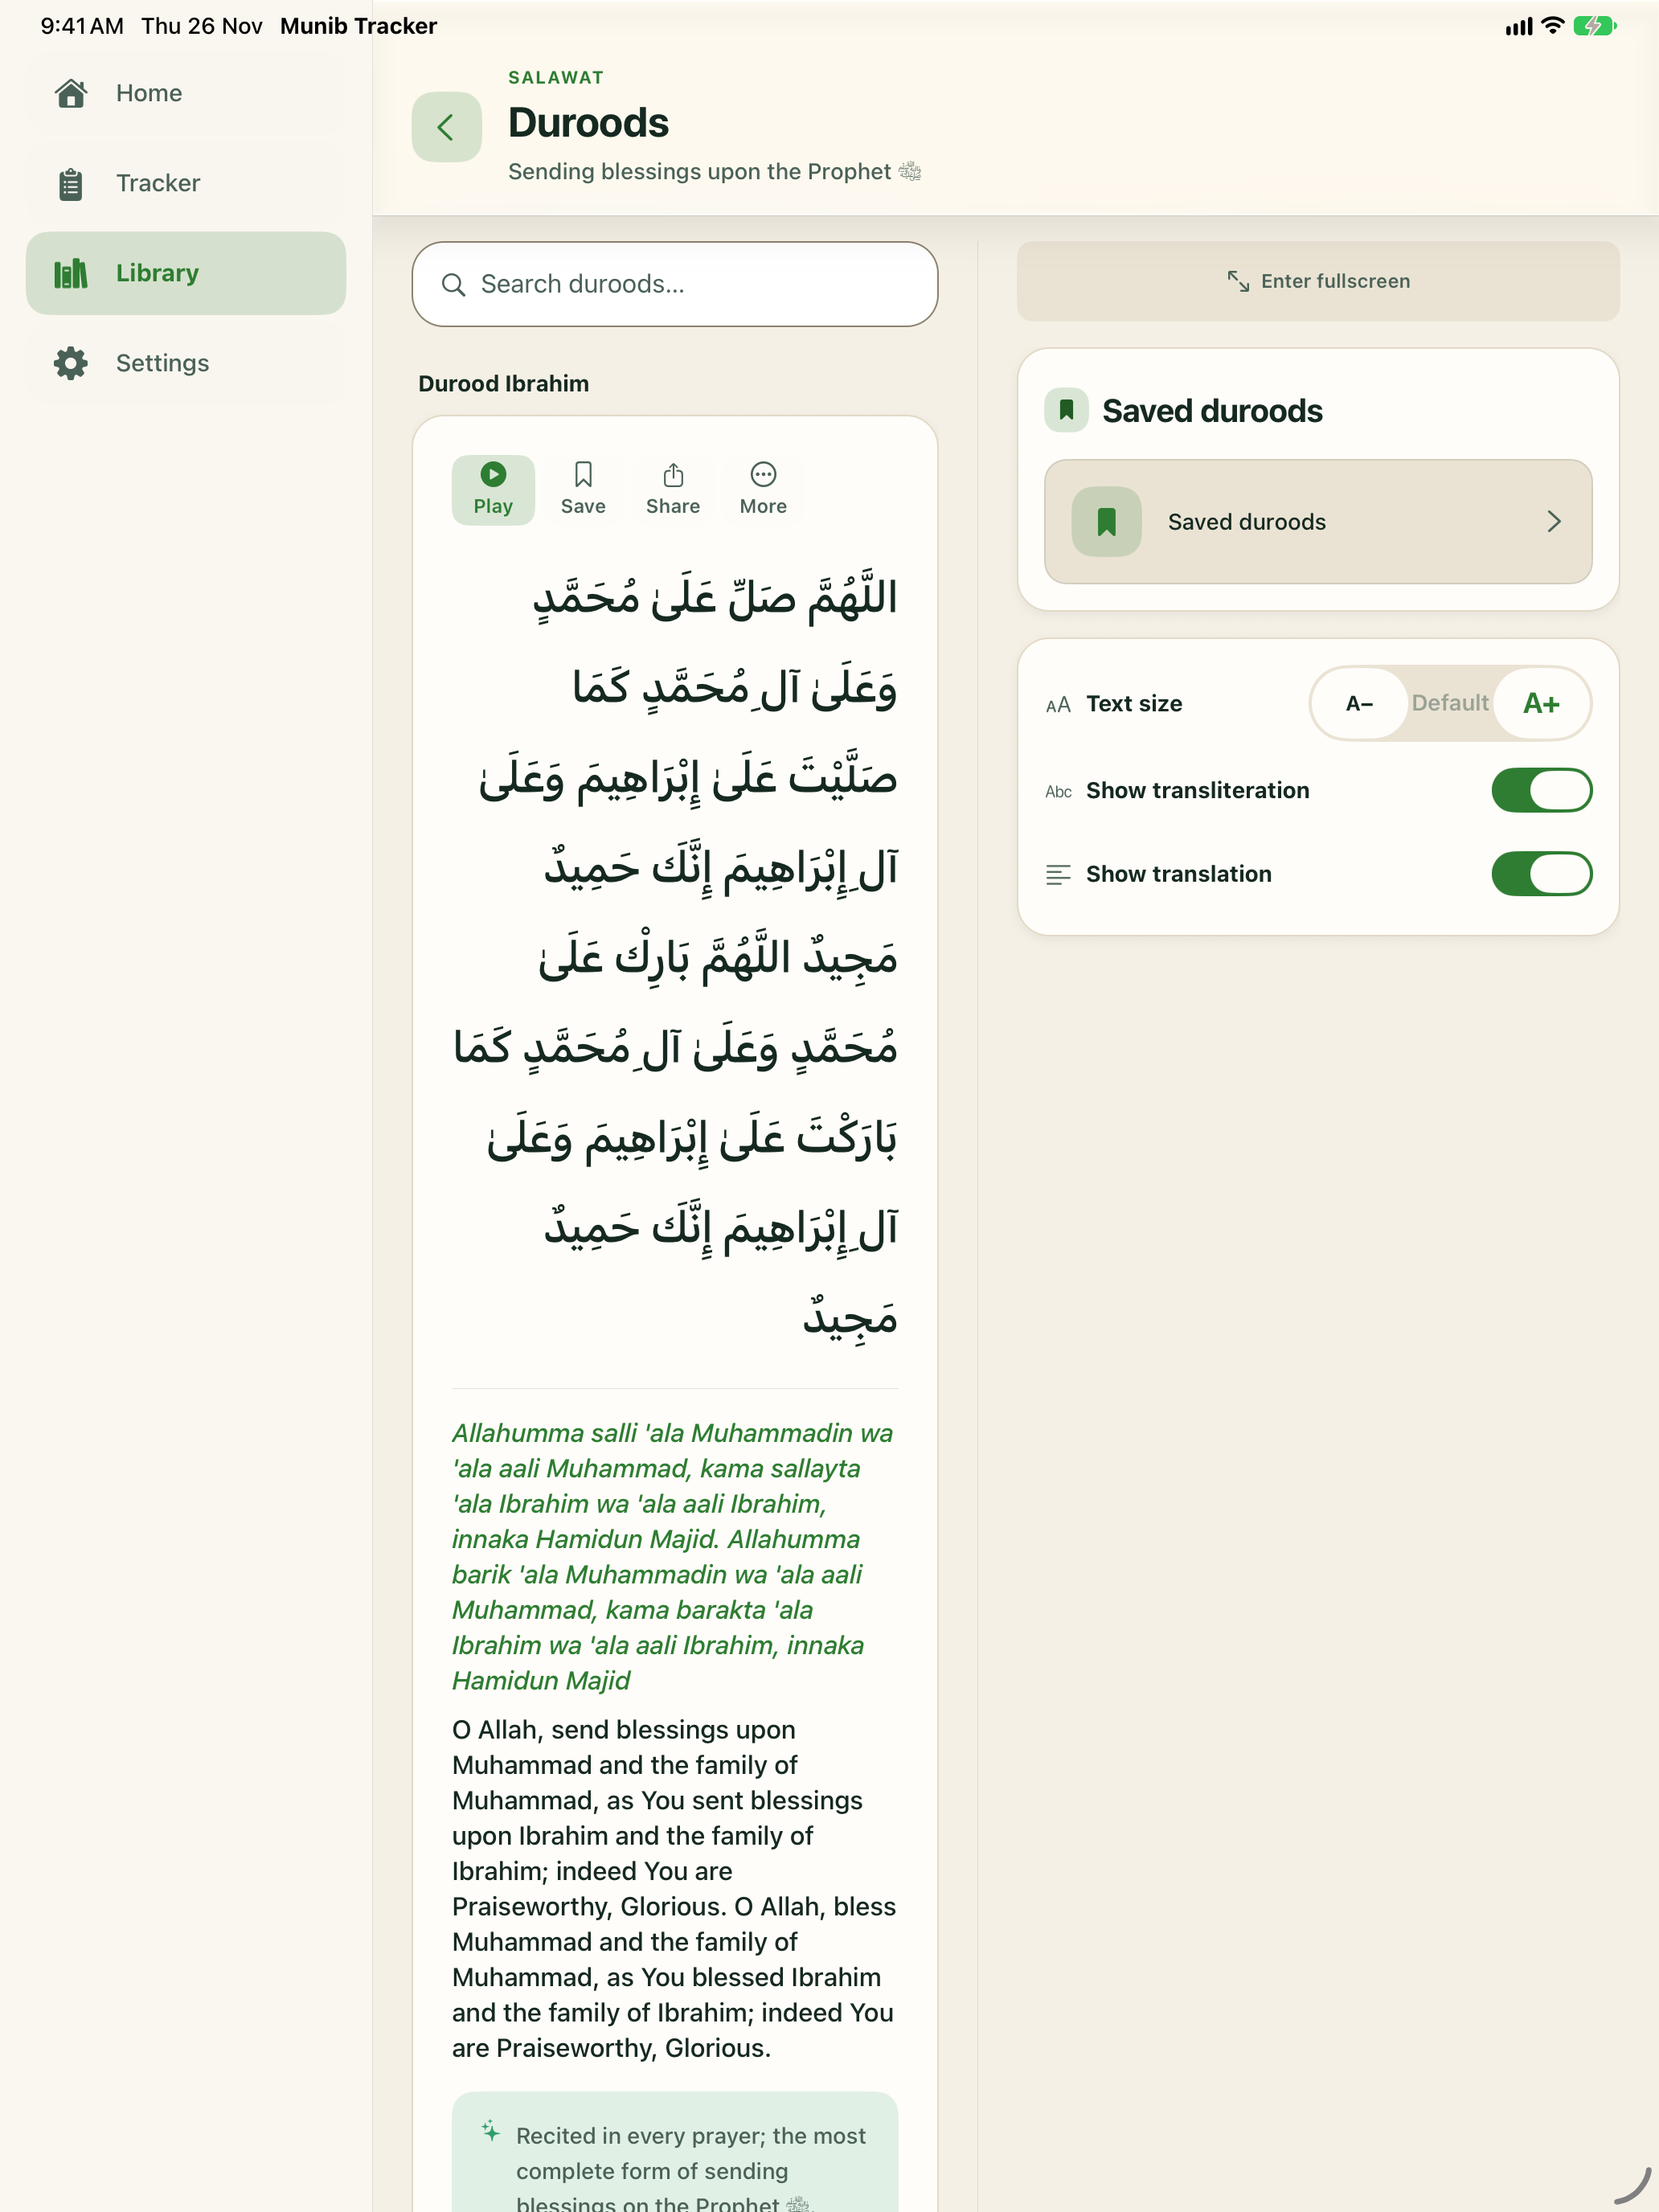 9:41 AM Thu 26 Nov Munib Tracker
Home
Tracker
Library
Settings
SALAWAT
Duroods
Sending blessings upon the Prophet ﷺ
Search duroods...
Durood Ibrahim
Play Save Share More
اللَّهُمَّ صَلِّ عَلَىٰ مُحَمَّدٍ
وَعَلَىٰ آلِ مُحَمَّدٍ كَمَا
صَلَّيْتَ عَلَىٰ إِبْرَاهِيمَ وَعَلَىٰ
آلِ إِبْرَاهِيمَ إِنَّكَ حَمِيدٌ
مَجِيدٌ اللَّهُمَّ بَارِكْ عَلَىٰ
مُحَمَّدٍ وَعَلَىٰ آلِ مُحَمَّدٍ كَمَا
بَارَكْتَ عَلَىٰ إِبْرَاهِيمَ وَعَلَىٰ
آلِ إِبْرَاهِيمَ إِنَّكَ حَمِيدٌ
مَجِيدٌ
Allahumma salli 'ala Muhammadin wa
'ala aali Muhammad, kama sallayta
'ala Ibrahim wa 'ala aali Ibrahim,
innaka Hamidun Majid. Allahumma
barik 'ala Muhammadin wa 'ala aali
Muhammad, kama barakta 'ala
Ibrahim wa 'ala aali Ibrahim, innaka
Hamidun Majid
O Allah, send blessings upon
Muhammad and the family of
Muhammad, as You sent blessings
upon Ibrahim and the family of
Ibrahim; indeed You are
Praiseworthy, Glorious. O Allah, bless
Muhammad and the family of
Muhammad, as You blessed Ibrahim
and the family of Ibrahim; indeed You
are Praiseworthy, Glorious.
Recited in every prayer; the most
complete form of sending
blessings on the Prophet ﷺ.
Enter fullscreen
Saved duroods
Saved duroods
AA Text size A− Default A+
Abc Show transliteration
Show translation